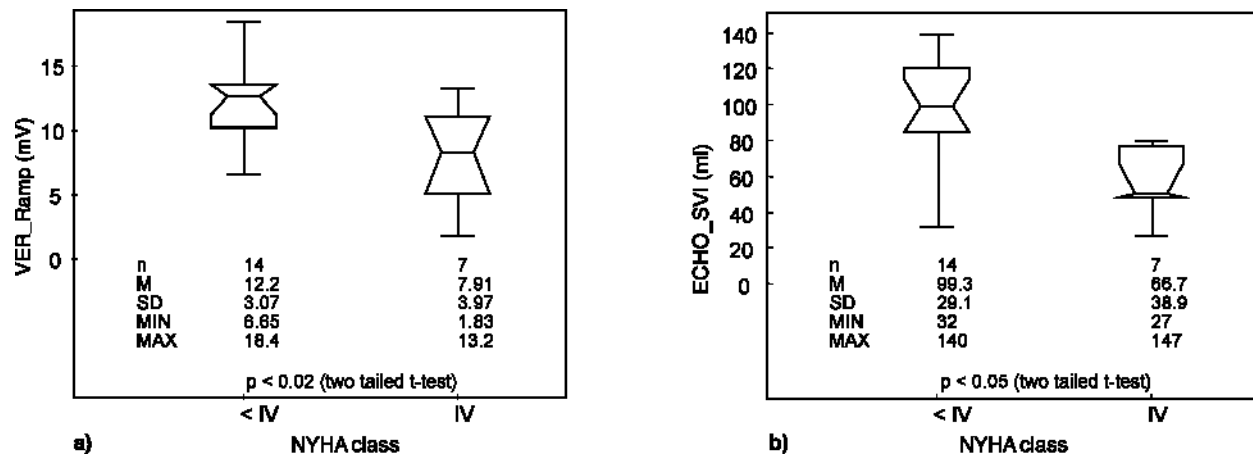 VER_Ramp (mV)
15
10
5
0
n 14 7
M 12.2 7.91
SD 3.07 3.97
MIN 6.65 1.83
MAX 18.4 13.2
p < 0.02 (two tailed t-test)
< IV IV
a) NYHA class
ECHO_SVI (ml)
140
120
100
80
60
40
20
0
n 14 7
M 99.3 66.7
SD 29.1 38.9
MIN 32 27
MAX 140 147
p < 0.05 (two tailed t-test)
< IV IV
b) NYHA class